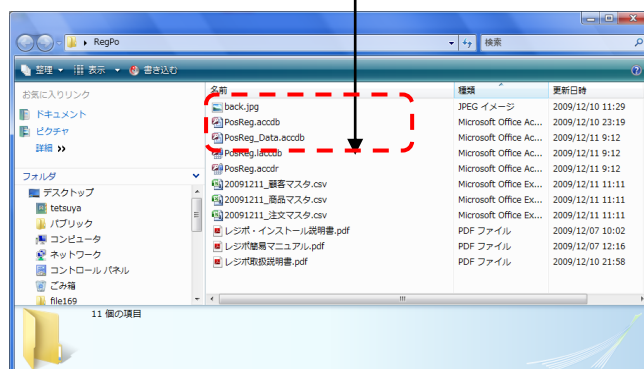 RegPo
検索
整理 表示 書き込む
お気に入りリンク
ドキュメント
ピクチャ
詳細 >>
フォルダ
デスクトップ
tetsuya
パブリック
コンピュータ
ネットワーク
コントロール パネル
ごみ箱
file169
名前 種類 更新日時
back.jpg JPEG イメージ 2009/12/10 11:29
PosReg.accdb Microsoft Office Ac... 2009/12/10 23:19
PosReg_Data.accdb Microsoft Office Ac... 2009/12/11 9:12
PosReg.laccdb Microsoft Office Ac... 2009/12/11 9:12
PosReg.accdr Microsoft Office Ac... 2009/12/11 9:12
20091211_顧客マスタ.csv Microsoft Office Ex... 2009/12/11 11:11
20091211_商品マスタ.csv Microsoft Office Ex... 2009/12/11 11:11
20091211_注文マスタ.csv Microsoft Office Ex... 2009/12/11 11:11
レジポ・インストール説明書.pdf PDF ファイル 2009/12/07 10:02
レジポ簡易マニュアル.pdf PDF ファイル 2009/12/07 12:16
レジポ取扱説明書.pdf PDF ファイル 2009/12/10 21:58
11 個の項目